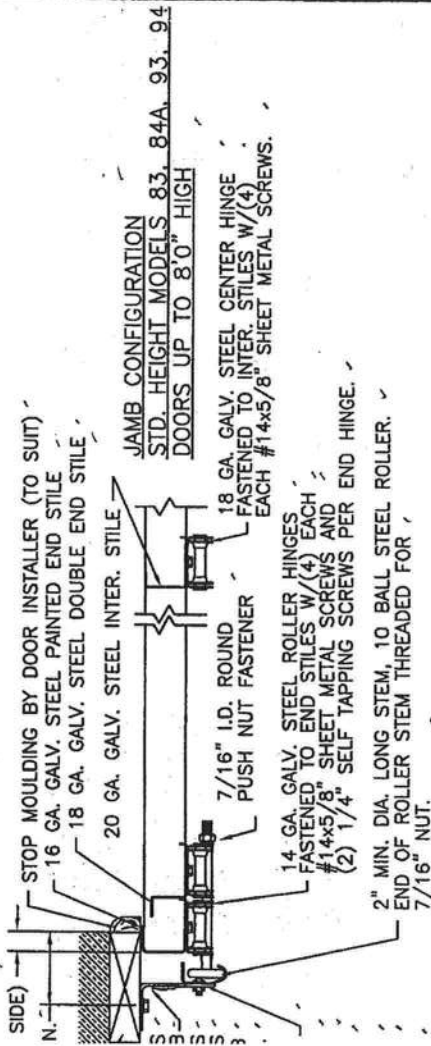 SIDE)
N.
STOP MOULDING BY DOOR INSTALLER (TO SUIT)
16 GA. GALV. STEEL PAINTED END STILE
18 GA. GALV. STEEL DOUBLE END STILE
20 GA. GALV. STEEL INTER. STILE
JAMB CONFIGURATION
STD. HEIGHT MODELS 83, 84A, 93, 94
DOORS UP TO 8'0" HIGH
18 GA. GALV. STEEL CENTER HINGE
FASTENED TO INTER. STILES W/(4)
EACH #14x5/8" SHEET METAL SCREWS.
7/16" I.D. ROUND
PUSH NUT FASTENER
14 GA. GALV. STEEL ROLLER HINGES
FASTENED TO END STILES W/(4) EACH
#14x5/8" SHEET METAL SCREWS AND
(2) 1/4" SELF TAPPING SCREWS PER END HINGE.
2" MIN. DIA. LONG STEM, 10 BALL STEEL ROLLER.
END OF ROLLER STEM THREADED FOR
7/16" NUT.
S
B
S
S
B